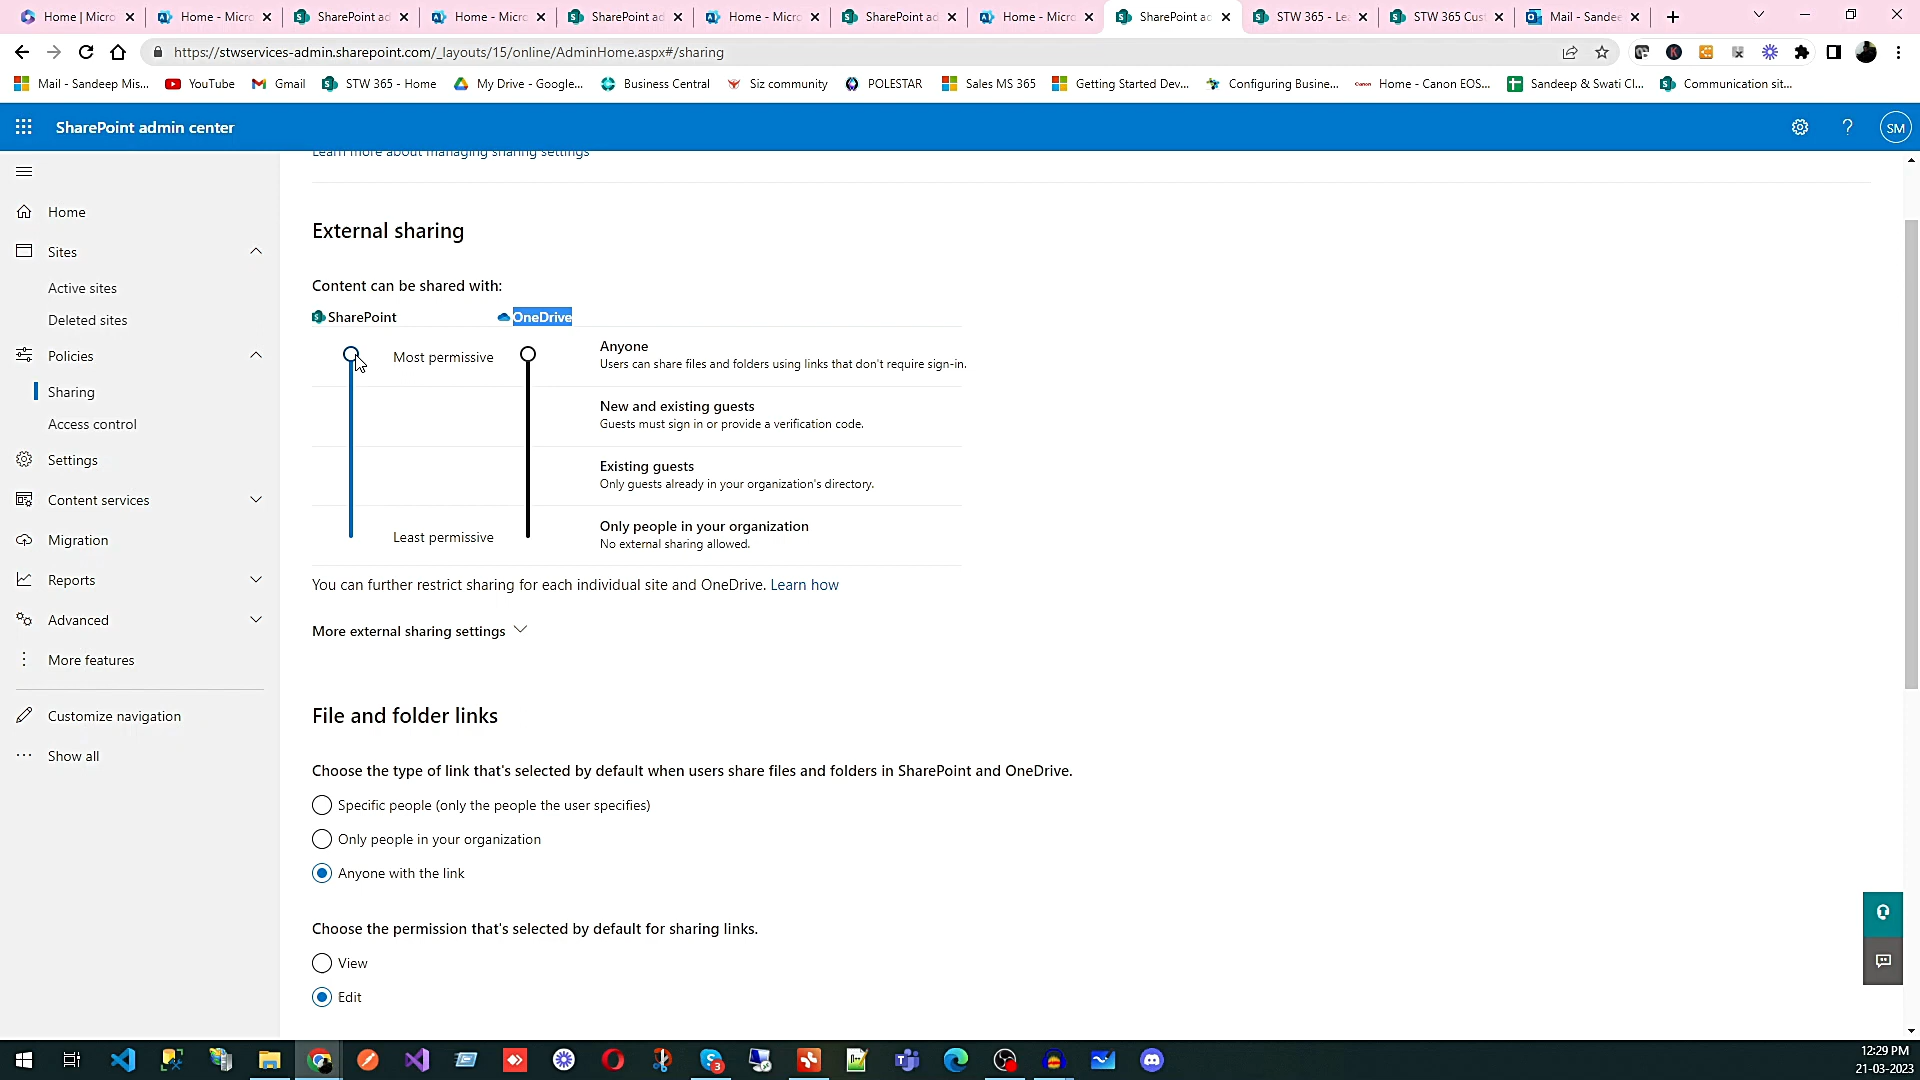 Home | Micro
Home - Micro
SharePoint ad
Home - Micro
SharePoint ad
Home - Micro
SharePoint ad
Home - Micro
SharePoint ac
STW 365 - Le
STW 365 Cus
Mail - Sandee
https://stwservices-admin.sharepoint.com/_layouts/15/online/AdminHome.aspx#/sharing
Mail - Sandeep Mis...
YouTube
Gmail
STW 365 - Home
My Drive - Google...
Business Central
Siz community
POLESTAR
Sales MS 365
Getting Started Dev...
Configuring Busine...
Home - Canon EOS...
Sandeep & Swati Cl...
Communication sit...
SharePoint admin center
SM
Learn more about managing sharing settings
Home
Sites
Active sites
Deleted sites
Policies
Sharing
Access control
Settings
Content services
Migration
Reports
Advanced
More features
Customize navigation
Show all
External sharing
Content can be shared with:
SharePoint
OneDrive
Most permissive
Anyone
Users can share files and folders using links that don't require sign-in.
New and existing guests
Guests must sign in or provide a verification code.
Existing guests
Only guests already in your organization's directory.
Least permissive
Only people in your organization
No external sharing allowed.
You can further restrict sharing for each individual site and OneDrive. Learn how
More external sharing settings
File and folder links
Choose the type of link that's selected by default when users share files and folders in SharePoint and OneDrive.
Specific people (only the people the user specifies)
Only people in your organization
Anyone with the link
Choose the permission that's selected by default for sharing links.
View
Edit
12:29 PM
21-03-2023